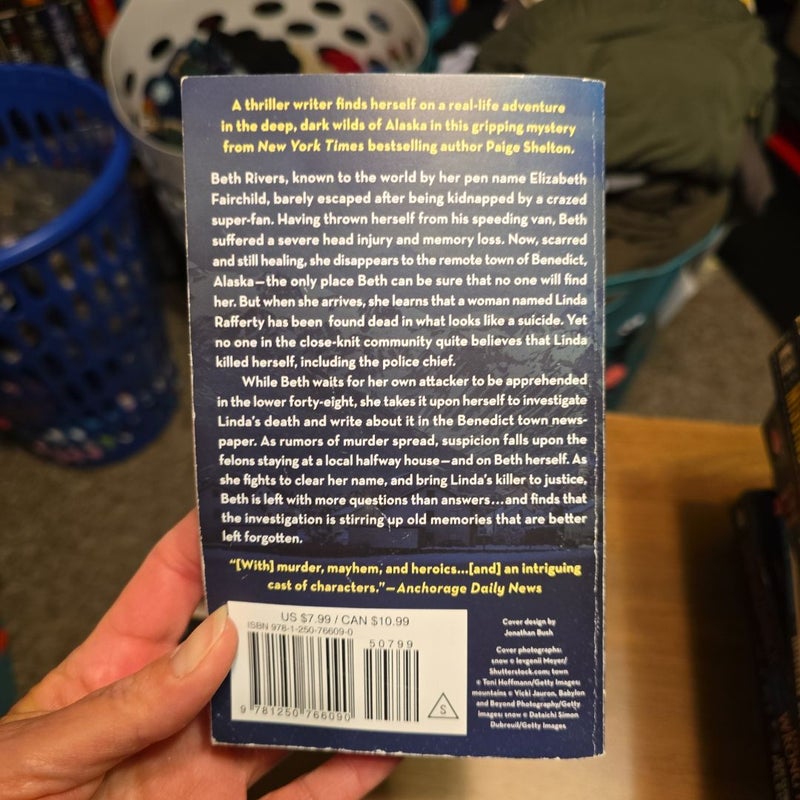 A thriller writer finds herself on a real-life adventure
in the deep, dark wilds of Alaska in this gripping mystery
from New York Times bestselling author Paige Shelton.
Beth Rivers, known to the world by her pen name Elizabeth
Fairchild, barely escaped after being kidnapped by a crazed
super-fan. Having thrown herself from his speeding van, Beth
suffered a severe head injury and memory loss. Now, scarred
and still healing, she disappears to the remote town of Benedict,
Alaska—the only place Beth can be sure that no one will find
her. But when she arrives, she learns that a woman named Linda
Rafferty has been found dead in what looks like a suicide. Yet
no one in the close-knit community quite believes that Linda
killed herself, including the police chief.
While Beth waits for her own attacker to be apprehended
in the lower forty-eight, she takes it upon herself to investigate
Linda's death and write about it in the Benedict town news-
paper. As rumors of murder spread, suspicion falls upon the
felons staying at a local halfway house—and on Beth herself. As
she fights to clear her name, and bring Linda's killer to justice,
Beth is left with more questions than answers...and finds that
the investigation is stirring up old memories that are better
left forgotten.
"[With] murder, mayhem, and heroics...[and] an intriguing
cast of characters."—Anchorage Daily News
US $7.99 / CAN $10.99
ISBN 978-1-250-76609-0
50799
9 781250 766090
S
Cover design by
Jonathan Bush
Cover photographs:
snow © Ievgenii Meyer/
Shutterstock.com; town
© Toni Hoffmann/Getty Images;
mountains © Vicki Jauron, Babylon
and Beyond Photography/Getty
Images; snow © Dataichi Simon
Dubreuil/Getty Images